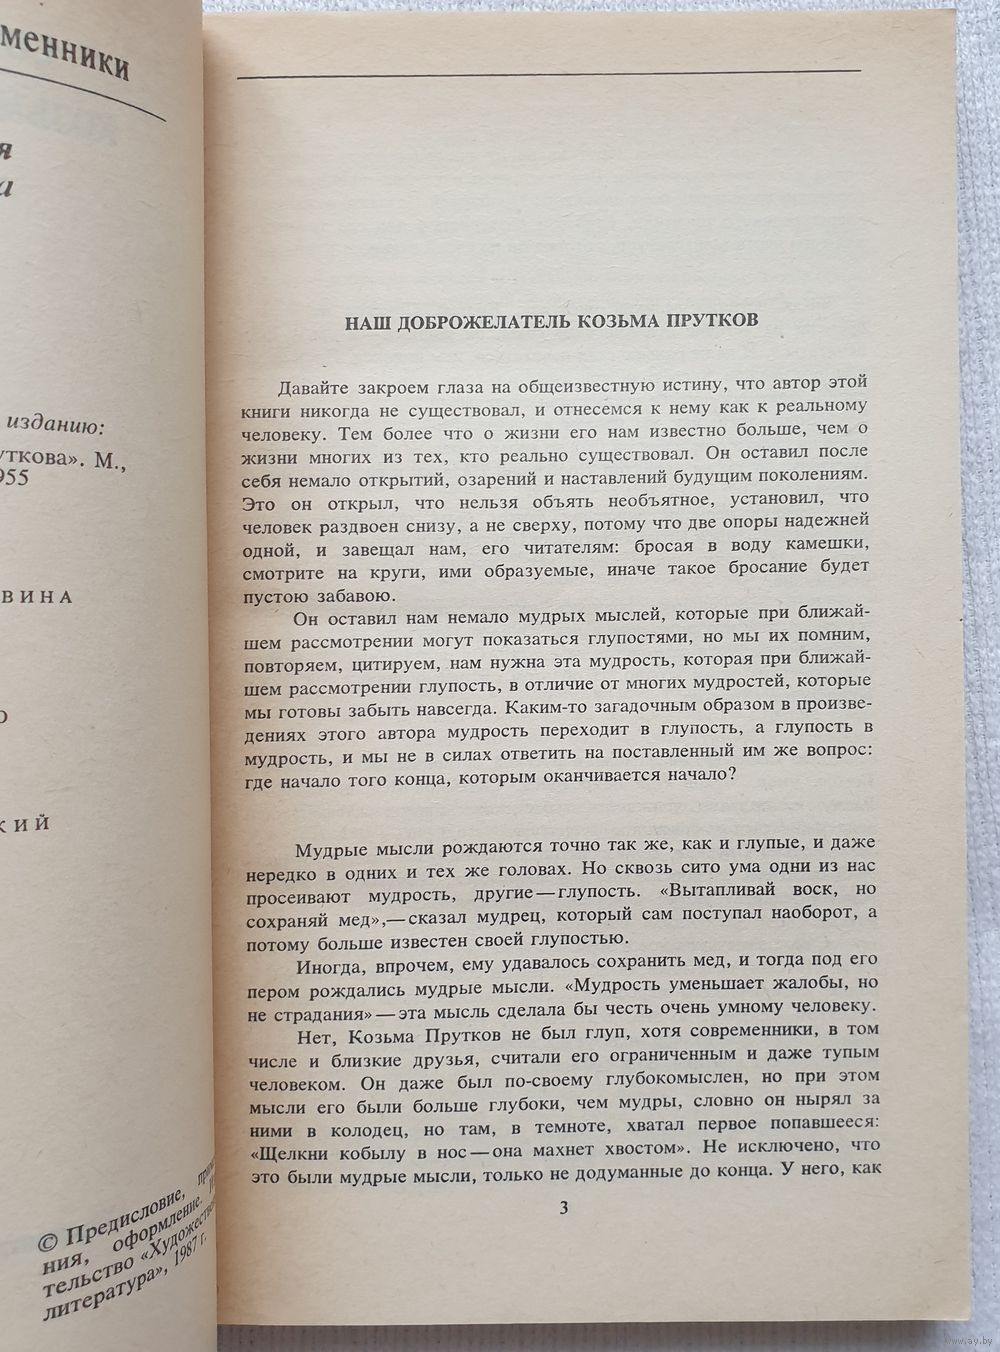 менники
я
а
изданию:
уткова». М.,
955
ВИНА
О
КИЙ
© Предисловие,
ния, оформление.
тельство «Художестве
литература», 1987 г.
НАШ ДОБРОЖЕЛАТЕЛЬ КОЗЬМА ПРУТКОВ
Давайте закроем глаза на общеизвестную истину, что автор этой
книги никогда не существовал, и отнесемся к нему как к реальному
человеку. Тем более что о жизни его нам известно больше, чем о
жизни многих из тех, кто реально существовал. Он оставил после
себя немало открытий, озарений и наставлений будущим поколениям.
Это он открыл, что нельзя объять необъятное, установил, что
человек раздвоен снизу, а не сверху, потому что две опоры надежней
одной, и завещал нам, его читателям: бросая в воду камешки,
смотрите на круги, ими образуемые, иначе такое бросание будет
пустою забавою.
Он оставил нам немало мудрых мыслей, которые при ближай-
шем рассмотрении могут показаться глупостями, но мы их помним,
повторяем, цитируем, нам нужна эта мудрость, которая при ближай-
шем рассмотрении глупость, в отличие от многих мудростей, которые
мы готовы забыть навсегда. Каким-то загадочным образом в произве-
дениях этого автора мудрость переходит в глупость, а глупость в
мудрость, и мы не в силах ответить на поставленный им же вопрос:
где начало того конца, которым оканчивается начало?
Мудрые мысли рождаются точно так же, как и глупые, и даже
нередко в одних и тех же головах. Но сквозь сито ума одни из нас
просеивают мудрость, другие—глупость. «Вытапливай воск, но
сохраняй мед»,—сказал мудрец, который сам поступал наоборот, а
потому больше известен своей глупостью.
Иногда, впрочем, ему удавалось сохранить мед, и тогда под его
пером рождались мудрые мысли. «Мудрость уменьшает жалобы, но
не страдания»—эта мысль сделала бы честь очень умному человеку.
Нет, Козьма Прутков не был глуп, хотя современники, в том
числе и близкие друзья, считали его ограниченным и даже тупым
человеком. Он даже был по-своему глубокомыслен, но при этом
мысли его были больше глубоки, чем мудры, словно он нырял за
ними в колодец, но там, в темноте, хватал первое попавшееся:
«Щелкни кобылу в нос—она махнет хвостом». Не исключено, что
это были мудрые мысли, только не додуманные до конца. У него, как
3
www.ay.by